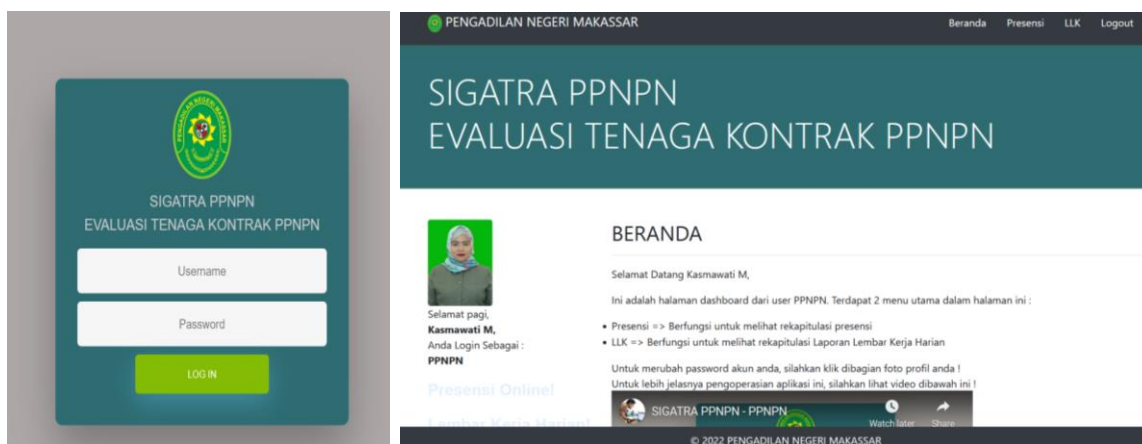 PENGADILAN NEGERI MAKASSAR
SIGATRA PPNPN
EVALUASI TENAGA KONTRAK PPNPN
Username
Password
LOG IN
PENGADILAN NEGERI MAKASSAR
Beranda Presensi LLK Logout
SIGATRA PPNPN
EVALUASI TENAGA KONTRAK PPNPN
Selamat pagi,
Kasmawati M,
Anda Login Sebagai :
PPNPN
Presensi Online!
Lembar Kerja Harian!
BERANDA
Selamat Datang Kasmawati M,
Ini adalah halaman dashboard dari user PPNPN. Terdapat 2 menu utama dalam halaman ini :
• Presensi => Berfungsi untuk melihat rekapitulasi presensi
• LLK => Berfungsi untuk melihat rekapitulasi Laporan Lembar Kerja Harian
Untuk merubah password akun anda, silahkan klik dibagian foto profil anda !
Untuk lebih jelasnya pengoperasian aplikasi ini, silahkan lihat video dibawah ini !
SIGATRA PPNPN - PPNPN
Watch later Share
© 2022 PENGADILAN NEGERI MAKASSAR